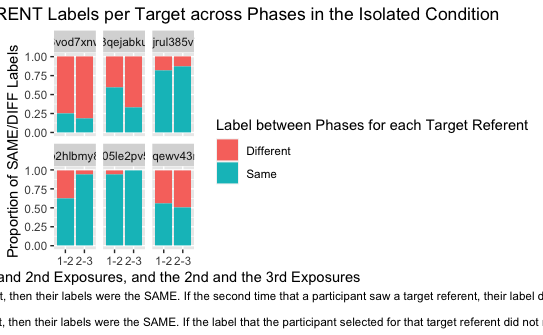 RENT Labels per Target across Phases in the Isolated Condition
vod7xnv
3qejabku
jrul385v
1.00
0.75
0.50
0.25
0.00
Label between Phases for each Target Referent
Different
Same
2hlbmy8
05le2pv5
qewv43r
1.00
0.75
0.50
0.25
0.00
1-2 2-3 1-2 2-3 1-2 2-3
Proportion of SAME/DIFF Labels
and 2nd Exposures, and the 2nd and the 3rd Exposures
t, then their labels were the SAME. If the second time that a participant saw a target referent, their label d
t, then their labels were the SAME. If the label that the participant selected for that target referent did not